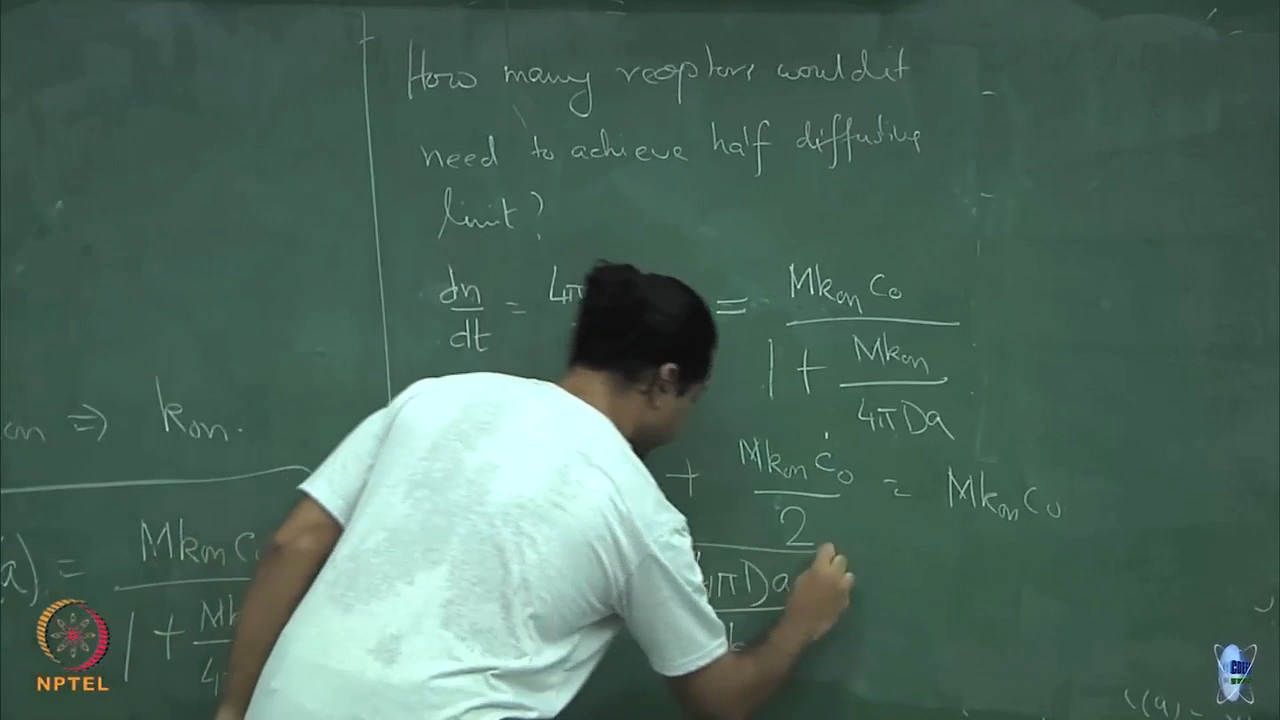 How many receptors would it
need to achieve half diffusive
limit?
dn/dt = 4π = Mkon c0 / 1 + Mkon / 4πDa
on ⇒ kon.
+ Mkon c0 / 2 = Mkon c0
a) = Mkon c0 / 1 + M
4πDa
NPTEL